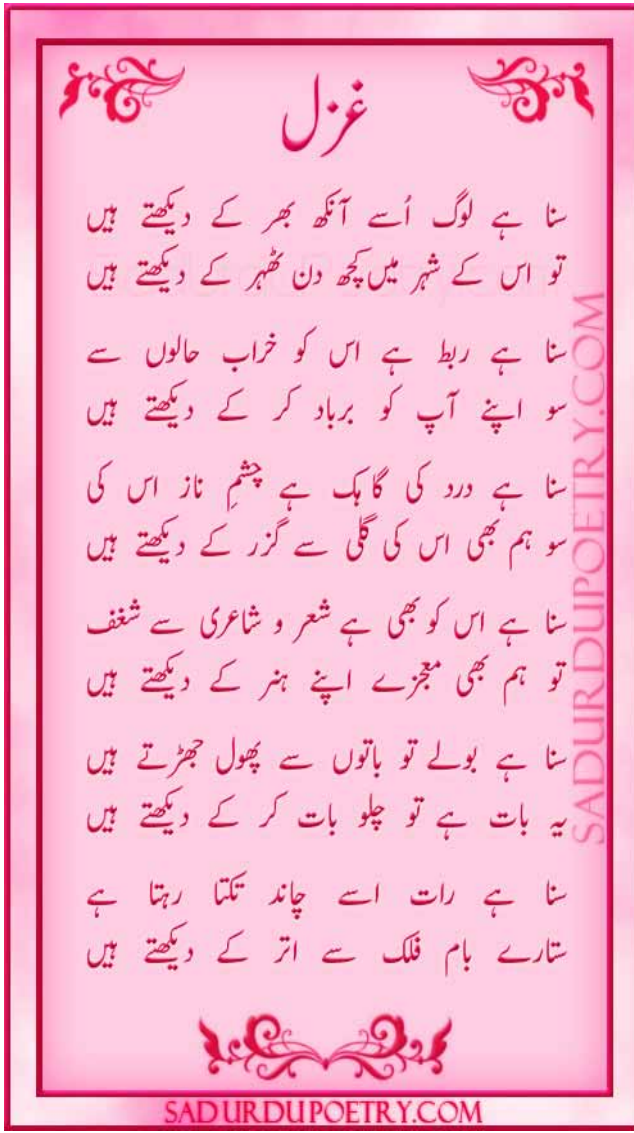 غزل
سنا ہے لوگ اُسے آنکھ بھر کے دیکھتے ہیں
تو اس کے شہر میں کچھ دن ٹھہر کے دیکھتے ہیں
سنا ہے ربط ہے اس کو خراب حالوں سے
سو اپنے آپ کو برباد کر کے دیکھتے ہیں
سنا ہے درد کی گاہک ہے چشمِ ناز اس کی
سو ہم بھی اس کی گلی سے گزر کے دیکھتے ہیں
سنا ہے اس کو بھی ہے شعر و شاعری سے شغف
تو ہم بھی معجزے اپنے ہنر کے دیکھتے ہیں
سنا ہے بولے تو باتوں سے پھول جھڑتے ہیں
یہ بات ہے تو چلو بات کر کے دیکھتے ہیں
سنا ہے رات اسے چاند تکتا رہتا ہے
ستارے بام فلک سے اتر کے دیکھتے ہیں
SADURDUPOETRY.COM
SADURDUPOETRY.COM